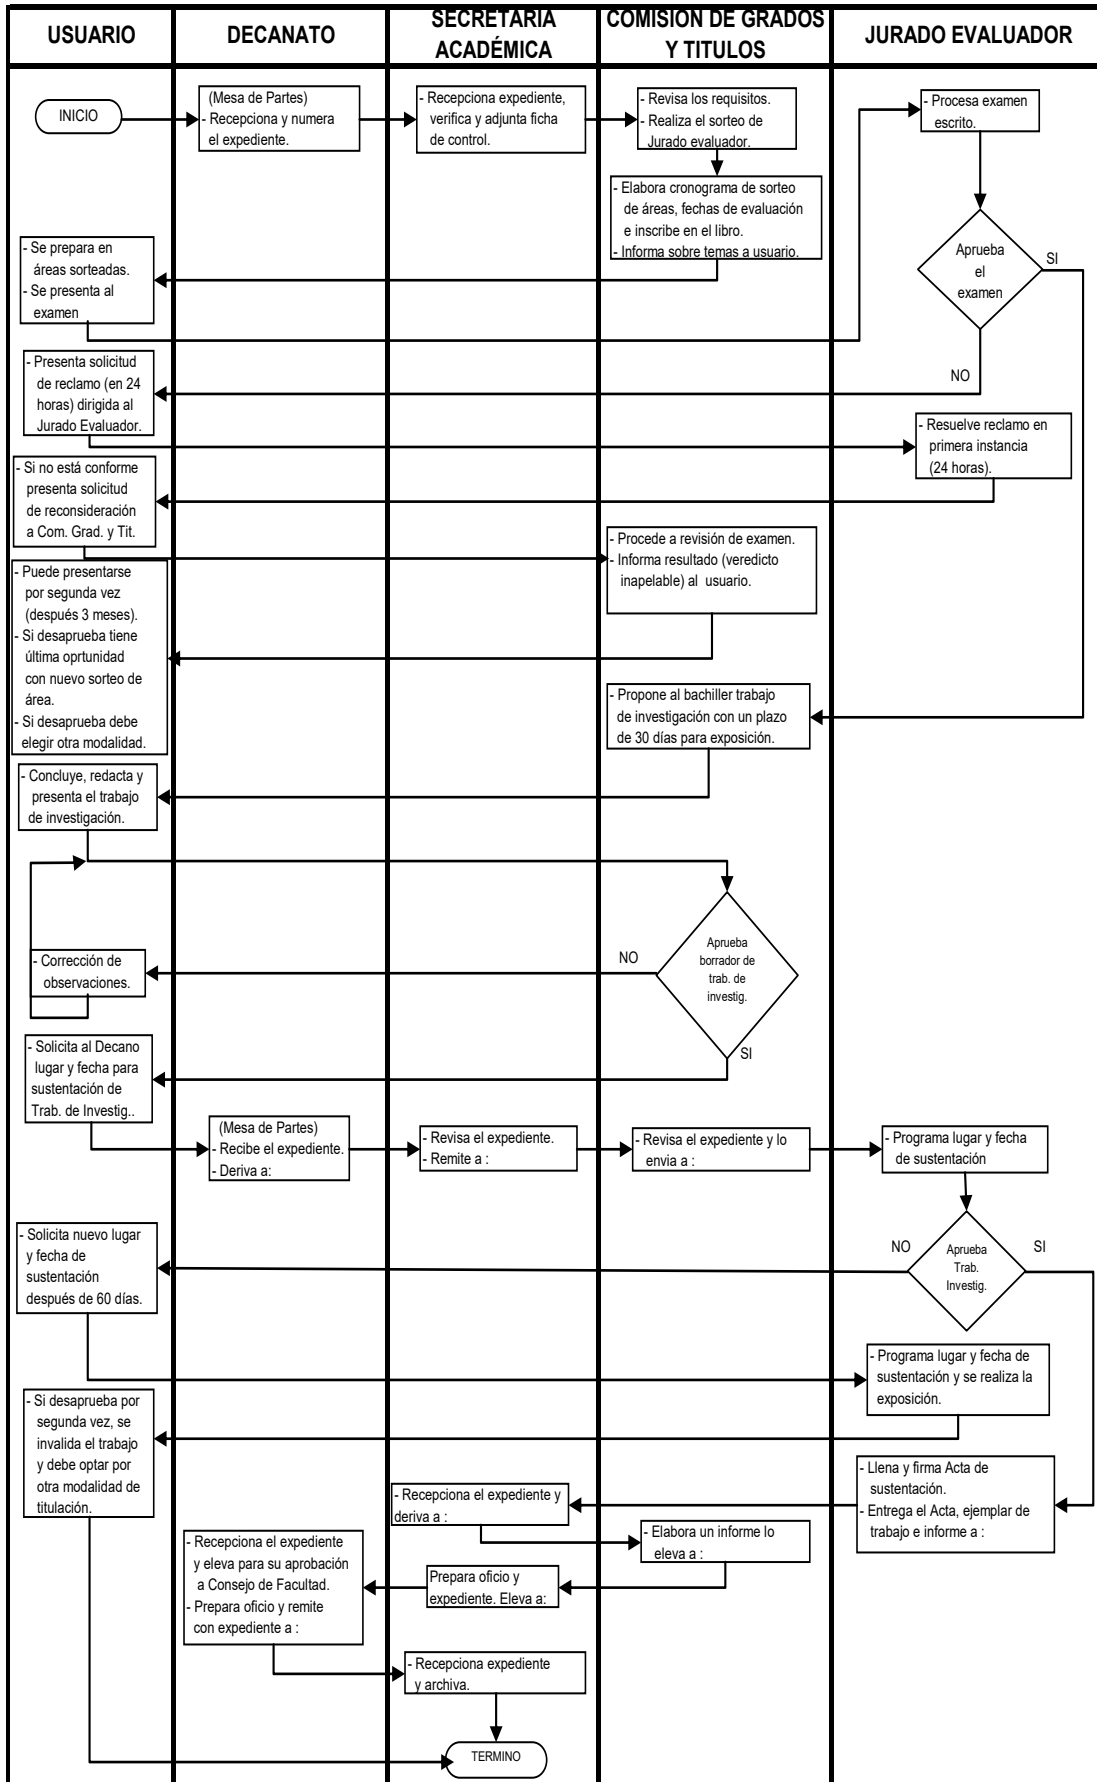 USUARIO
DECANATO
SECRETARIA
ACADÉMICA
COMISION DE GRADOS
Y TITULOS
JURADO EVALUADOR
INICIO
(Mesa de Partes)
- Recepciona y numera
el expediente.
- Recepciona expediente,
verifica y adjunta ficha
de control.
- Revisa los requisitos.
- Realiza el sorteo de
Jurado evaluador.
- Procesa examen
escrito.
- Elabora cronograma de sorteo
de áreas, fechas de evaluación
e inscribe en el libro.
- Informa sobre temas a usuario.
- Se prepara en
áreas sorteadas.
- Se presenta al
examen
Aprueba
el
examen
SI
NO
- Presenta solicitud
de reclamo (en 24
horas) dirigida al
Jurado Evaluador.
- Resuelve reclamo en
primera instancia
(24 horas).
- Si no está conforme
presenta solicitud
de reconsideración
a Com. Grad. y Tit.
- Procede a revisión de examen.
- Informa resultado (veredicto
inapelable) al usuario.
- Puede presentarse
por segunda vez
(después 3 meses).
- Si desaprueba tiene
última oprtunidad
con nuevo sorteo de
área.
- Si desaprueba debe
elegir otra modalidad.
- Propone al bachiller trabajo
de investigación con un plazo
de 30 días para exposición.
- Concluye, redacta y
presenta el trabajo
de investigación.
Aprueba
borrador de
trab. de
investig.
NO
SI
- Corrección de
observaciones.
- Solicita al Decano
lugar y fecha para
sustentación de
Trab. de Investig..
(Mesa de Partes)
- Recibe el expediente.
- Deriva a:
- Revisa el expediente.
- Remite a :
- Revisa el expediente y lo
envia a :
- Programa lugar y fecha
de sustentación
Aprueba
Trab.
Investig.
NO
SI
- Solicita nuevo lugar
y fecha de
sustentación
después de 60 días.
- Programa lugar y fecha de
sustentación y se realiza la
exposición.
- Si desaprueba por
segunda vez, se
invalida el trabajo
y debe optar por
otra modalidad de
titulación.
- Llena y firma Acta de
sustentación.
- Entrega el Acta, ejemplar de
trabajo e informe a :
- Recepciona el expediente y
deriva a :
- Elabora un informe lo
eleva a :
Prepara oficio y
expediente. Eleva a:
- Recepciona el expediente
y eleva para su aprobación
a Consejo de Facultad.
- Prepara oficio y remite
con expediente a :
- Recepciona expediente
y archiva.
TERMINO